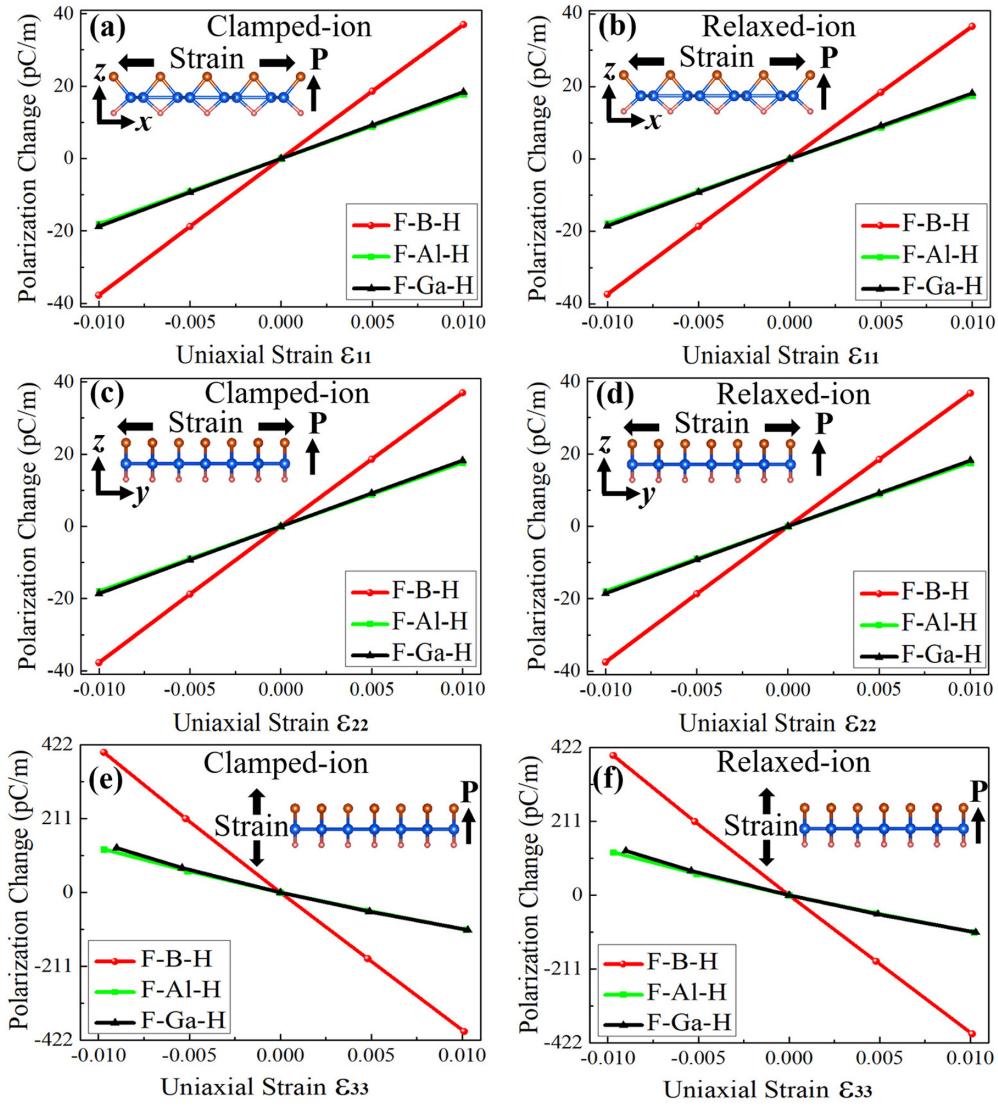 (a) Clamped-ion
Strain
P
z
x
40
20
0
-20
-40
Polarization Change (pC/m)
F-B-H
F-Al-H
F-Ga-H
-0.010 -0.005 0.000 0.005 0.010
Uniaxial Strain ε11
(b) Relaxed-ion
Strain
P
z
x
40
20
0
-20
-40
Polarization Change (pC/m)
F-B-H
F-Al-H
F-Ga-H
-0.010 -0.005 0.000 0.005 0.010
Uniaxial Strain ε11
(c) Clamped-ion
Strain
P
z
y
40
20
0
-20
-40
Polarization Change (pC/m)
F-B-H
F-Al-H
F-Ga-H
-0.010 -0.005 0.000 0.005 0.010
Uniaxial Strain ε22
(d) Relaxed-ion
Strain
P
z
y
40
20
0
-20
-40
Polarization Change (pC/m)
F-B-H
F-Al-H
F-Ga-H
-0.010 -0.005 0.000 0.005 0.010
Uniaxial Strain ε22
(e) Clamped-ion
Strain
P
422
211
0
-211
-422
Polarization Change (pC/m)
F-B-H
F-Al-H
F-Ga-H
-0.010 -0.005 0.000 0.005 0.010
Uniaxial Strain ε33
(f) Relaxed-ion
Strain
P
422
211
0
-211
-422
Polarization Change (pC/m)
F-B-H
F-Al-H
F-Ga-H
-0.010 -0.005 0.000 0.005 0.010
Uniaxial Strain ε33